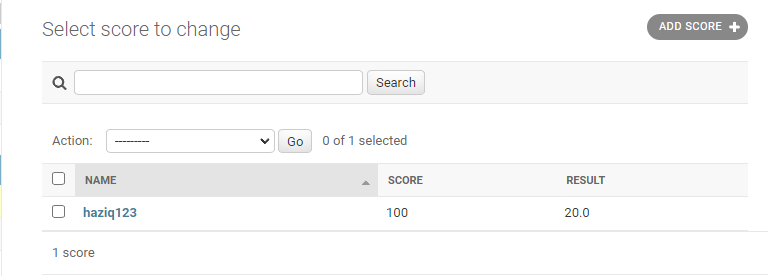 Select score to change
ADD SCORE +
Search
Action: --------- Go 0 of 1 selected
NAME SCORE RESULT
haziq123 100 20.0
1 score